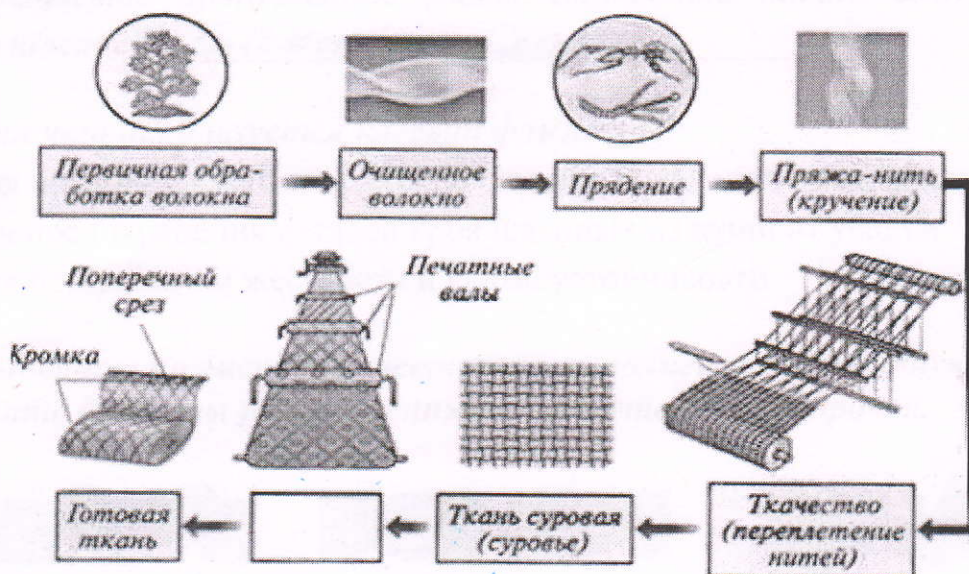 Первичная обра-
ботка волокна
Очищенное
волокно
Прядение
Пряжа-нить
(кручение)
Поперечный
срез
Кромка
Печатные
валы
Готовая
ткань
Ткань суровая
(суровье)
Ткачество
(переплетение
нитей)